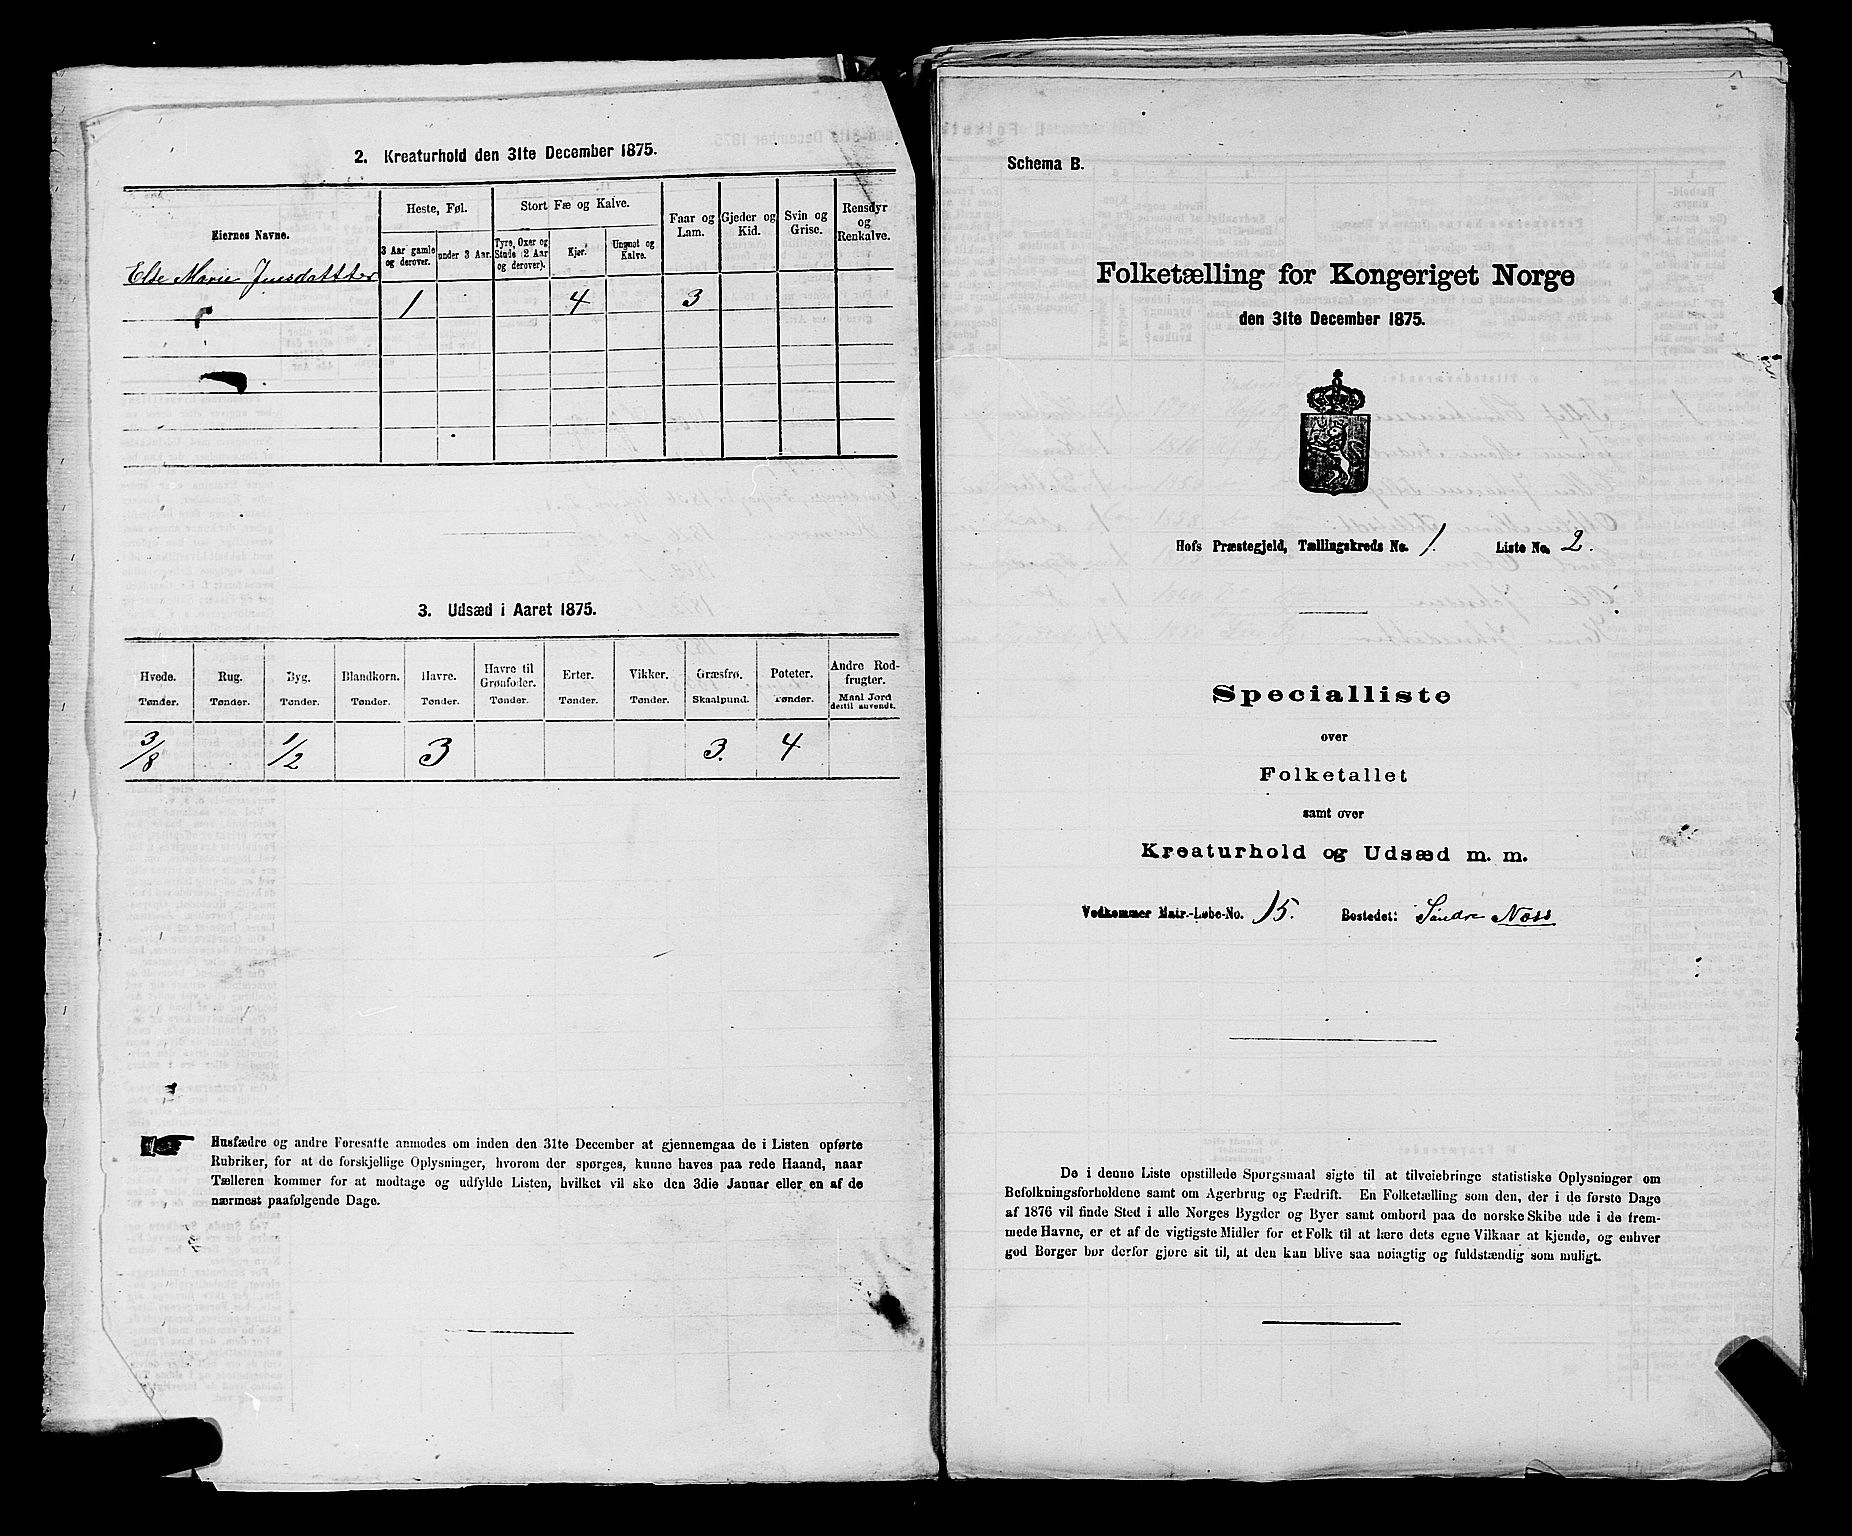 2. Kreaturhold den 31te December 1875.
Eiernes Navne.
Heste, Føl.
Stort Fæ og Kalve.
Faar og Lam.
Gjeder og Kid.
Svin og Grise.
Rensdyr og Renkalve.
3 Aar gamle og derover.
under 3 Aar.
Tyre, Oxer og Stude (2 Aar og derover).
Kjør.
Ungnøt og Kalve.
Else Marie Jensdattter
1 4 3
3. Udsæd i Aaret 1875.
Hvede. Rug. Byg. Blandkorn. Havre. Havre til Grønfoder. Erter. Vikker. Græsfrø. Poteter. Andre Rodfrugter.
Tønder. Tønder. Tønder. Tønder. Tønder. Tønder. Tønder. Tønder. Skaalpund. Tønder. Maal Jord dertil anvendt.
3/8 1/2 3 3. 4
Husfædre og andre Foresatte anmodes om inden den 31te December at gjennemgaa de i Listen opførte
Rubriker, for at de forskjellige Oplysninger, hvorom der spørges, kunne haves paa rede Haand, naar
Tælleren kommer for at modtage og udfylde Listen, hvilket vil ske den 3die Januar eller en af de
nærmest paafølgende Dage.
Schema B.
Folketælling for Kongeriget Norge
den 31te December 1875.
Hofs Præstegjeld, Tællingskreds No. 1. Liste No. 2.
Specialliste
over
Folketallet
samt over
Kreaturhold og Udsæd m. m.
Vedkommer Matr.-Løbe-No. 15. Bostedet: Søndre Næss
De i denne Liste opstillede Spørgsmaal sigte til at tilveiebringe statistiske Oplysninger om
Befolkningsforholdene samt om Agerbrug og Fædrift. En Folketælling som den, der i de første Dage
af 1876 vil finde Sted i alle Norges Bygder og Byer samt ombord paa de norske Skibe ude i de frem-
mede Havne, er et af de vigtigste Midler for et Folk til at lære dets egne Vilkaar at kjende, og enhver
god Borger bør derfor gjøre sit til, at den kan blive saa nøiagtig og fuldstændig som muligt.